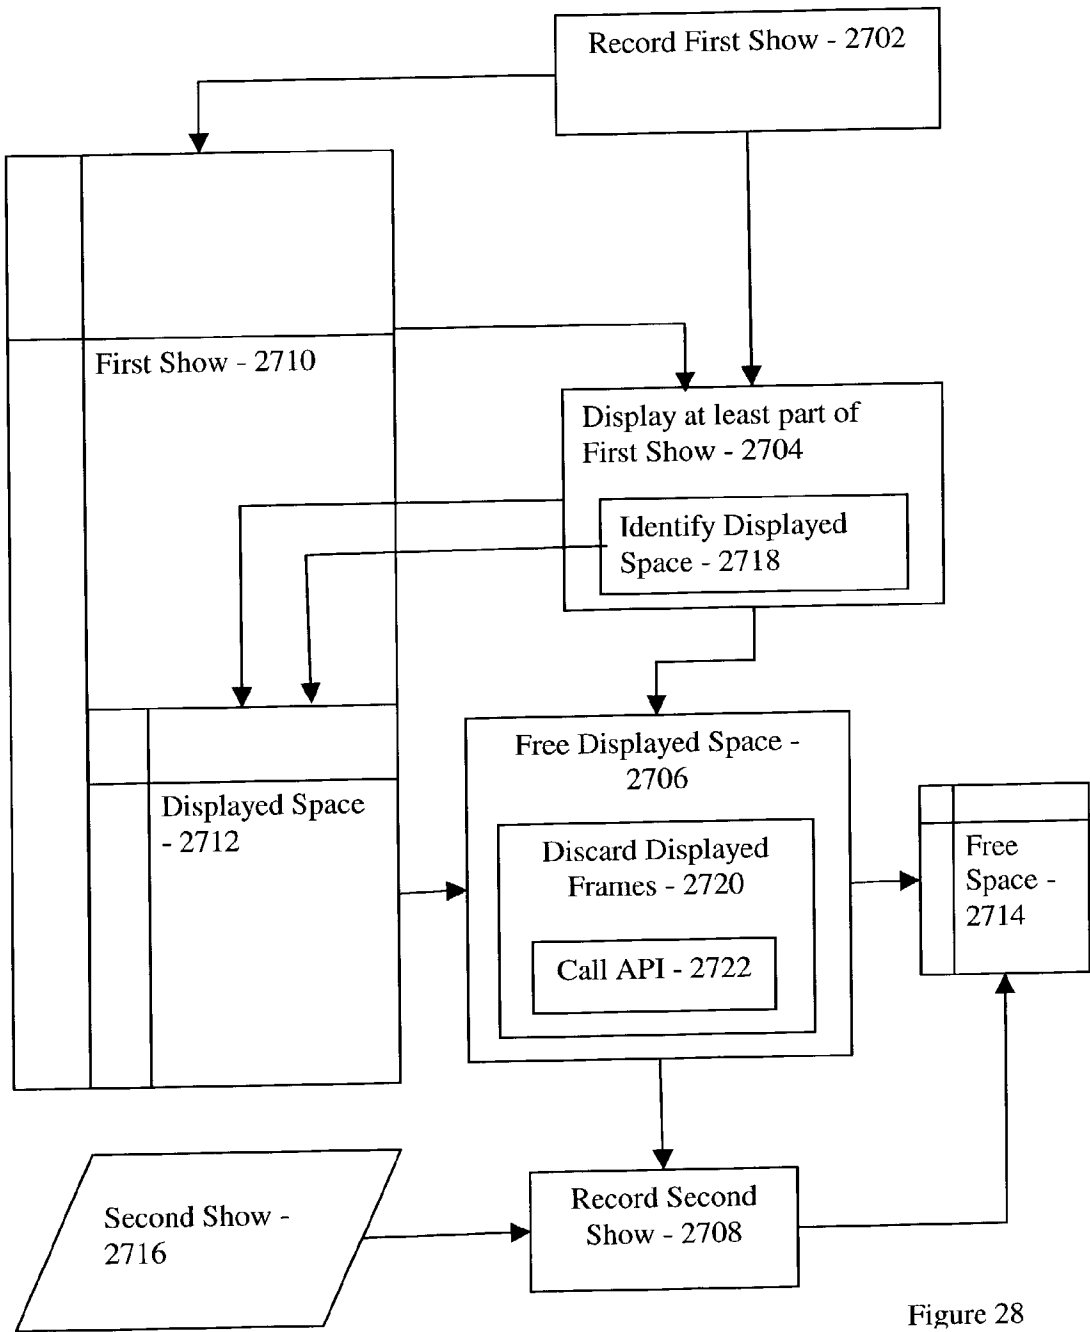 Record First Show - 2702
First Show - 2710
Display at least part of
First Show - 2704
Identify Displayed
Space - 2718
Free Displayed Space -
2706
Displayed Space
- 2712
Discard Displayed
Frames - 2720
Call API - 2722
Free
Space -
2714
Second Show -
2716
Record Second
Show - 2708
Figure 28